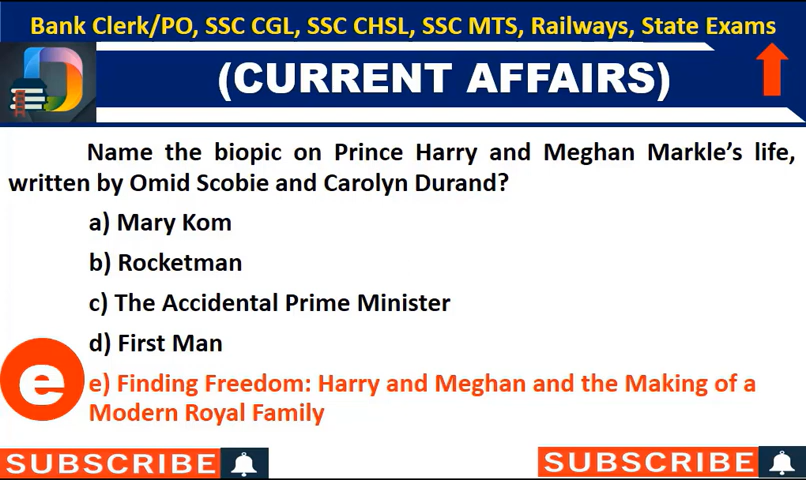 Bank Clerk/PO, SSC CGL, SSC CHSL, SSC MTS, Railways, State Exams
(CURRENT AFFAIRS)
Name the biopic on Prince Harry and Meghan Markle’s life,
written by Omid Scobie and Carolyn Durand?
a) Mary Kom
b) Rocketman
c) The Accidental Prime Minister
d) First Man
e
e) Finding Freedom: Harry and Meghan and the Making of a
Modern Royal Family
SUBSCRIBE
SUBSCRIBE